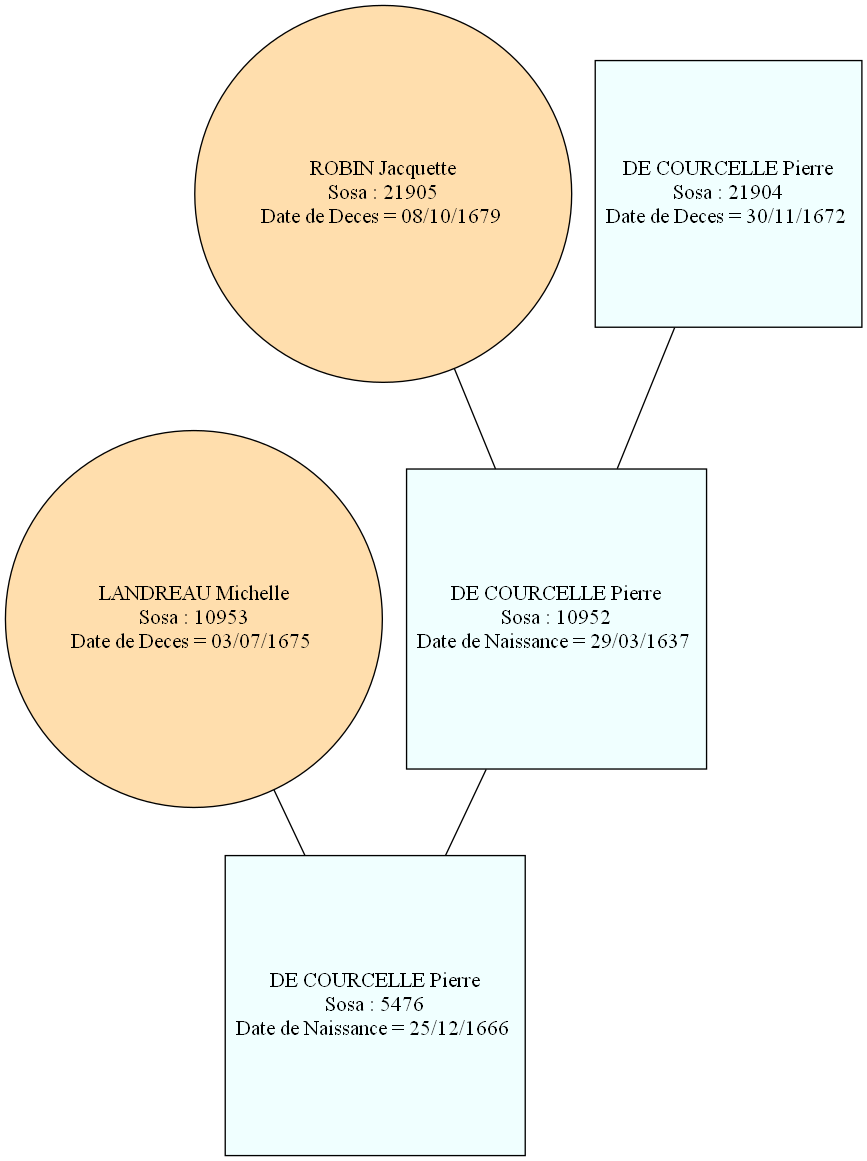 ROBIN Jacquette
Sosa : 21905
Date de Deces = 08/10/1679
DE COURCELLE Pierre
Sosa : 21904
Date de Deces = 30/11/1672
LANDREAU Michelle
Sosa : 10953
Date de Deces = 03/07/1675
DE COURCELLE Pierre
Sosa : 10952
Date de Naissance = 29/03/1637
DE COURCELLE Pierre
Sosa : 5476
Date de Naissance = 25/12/1666